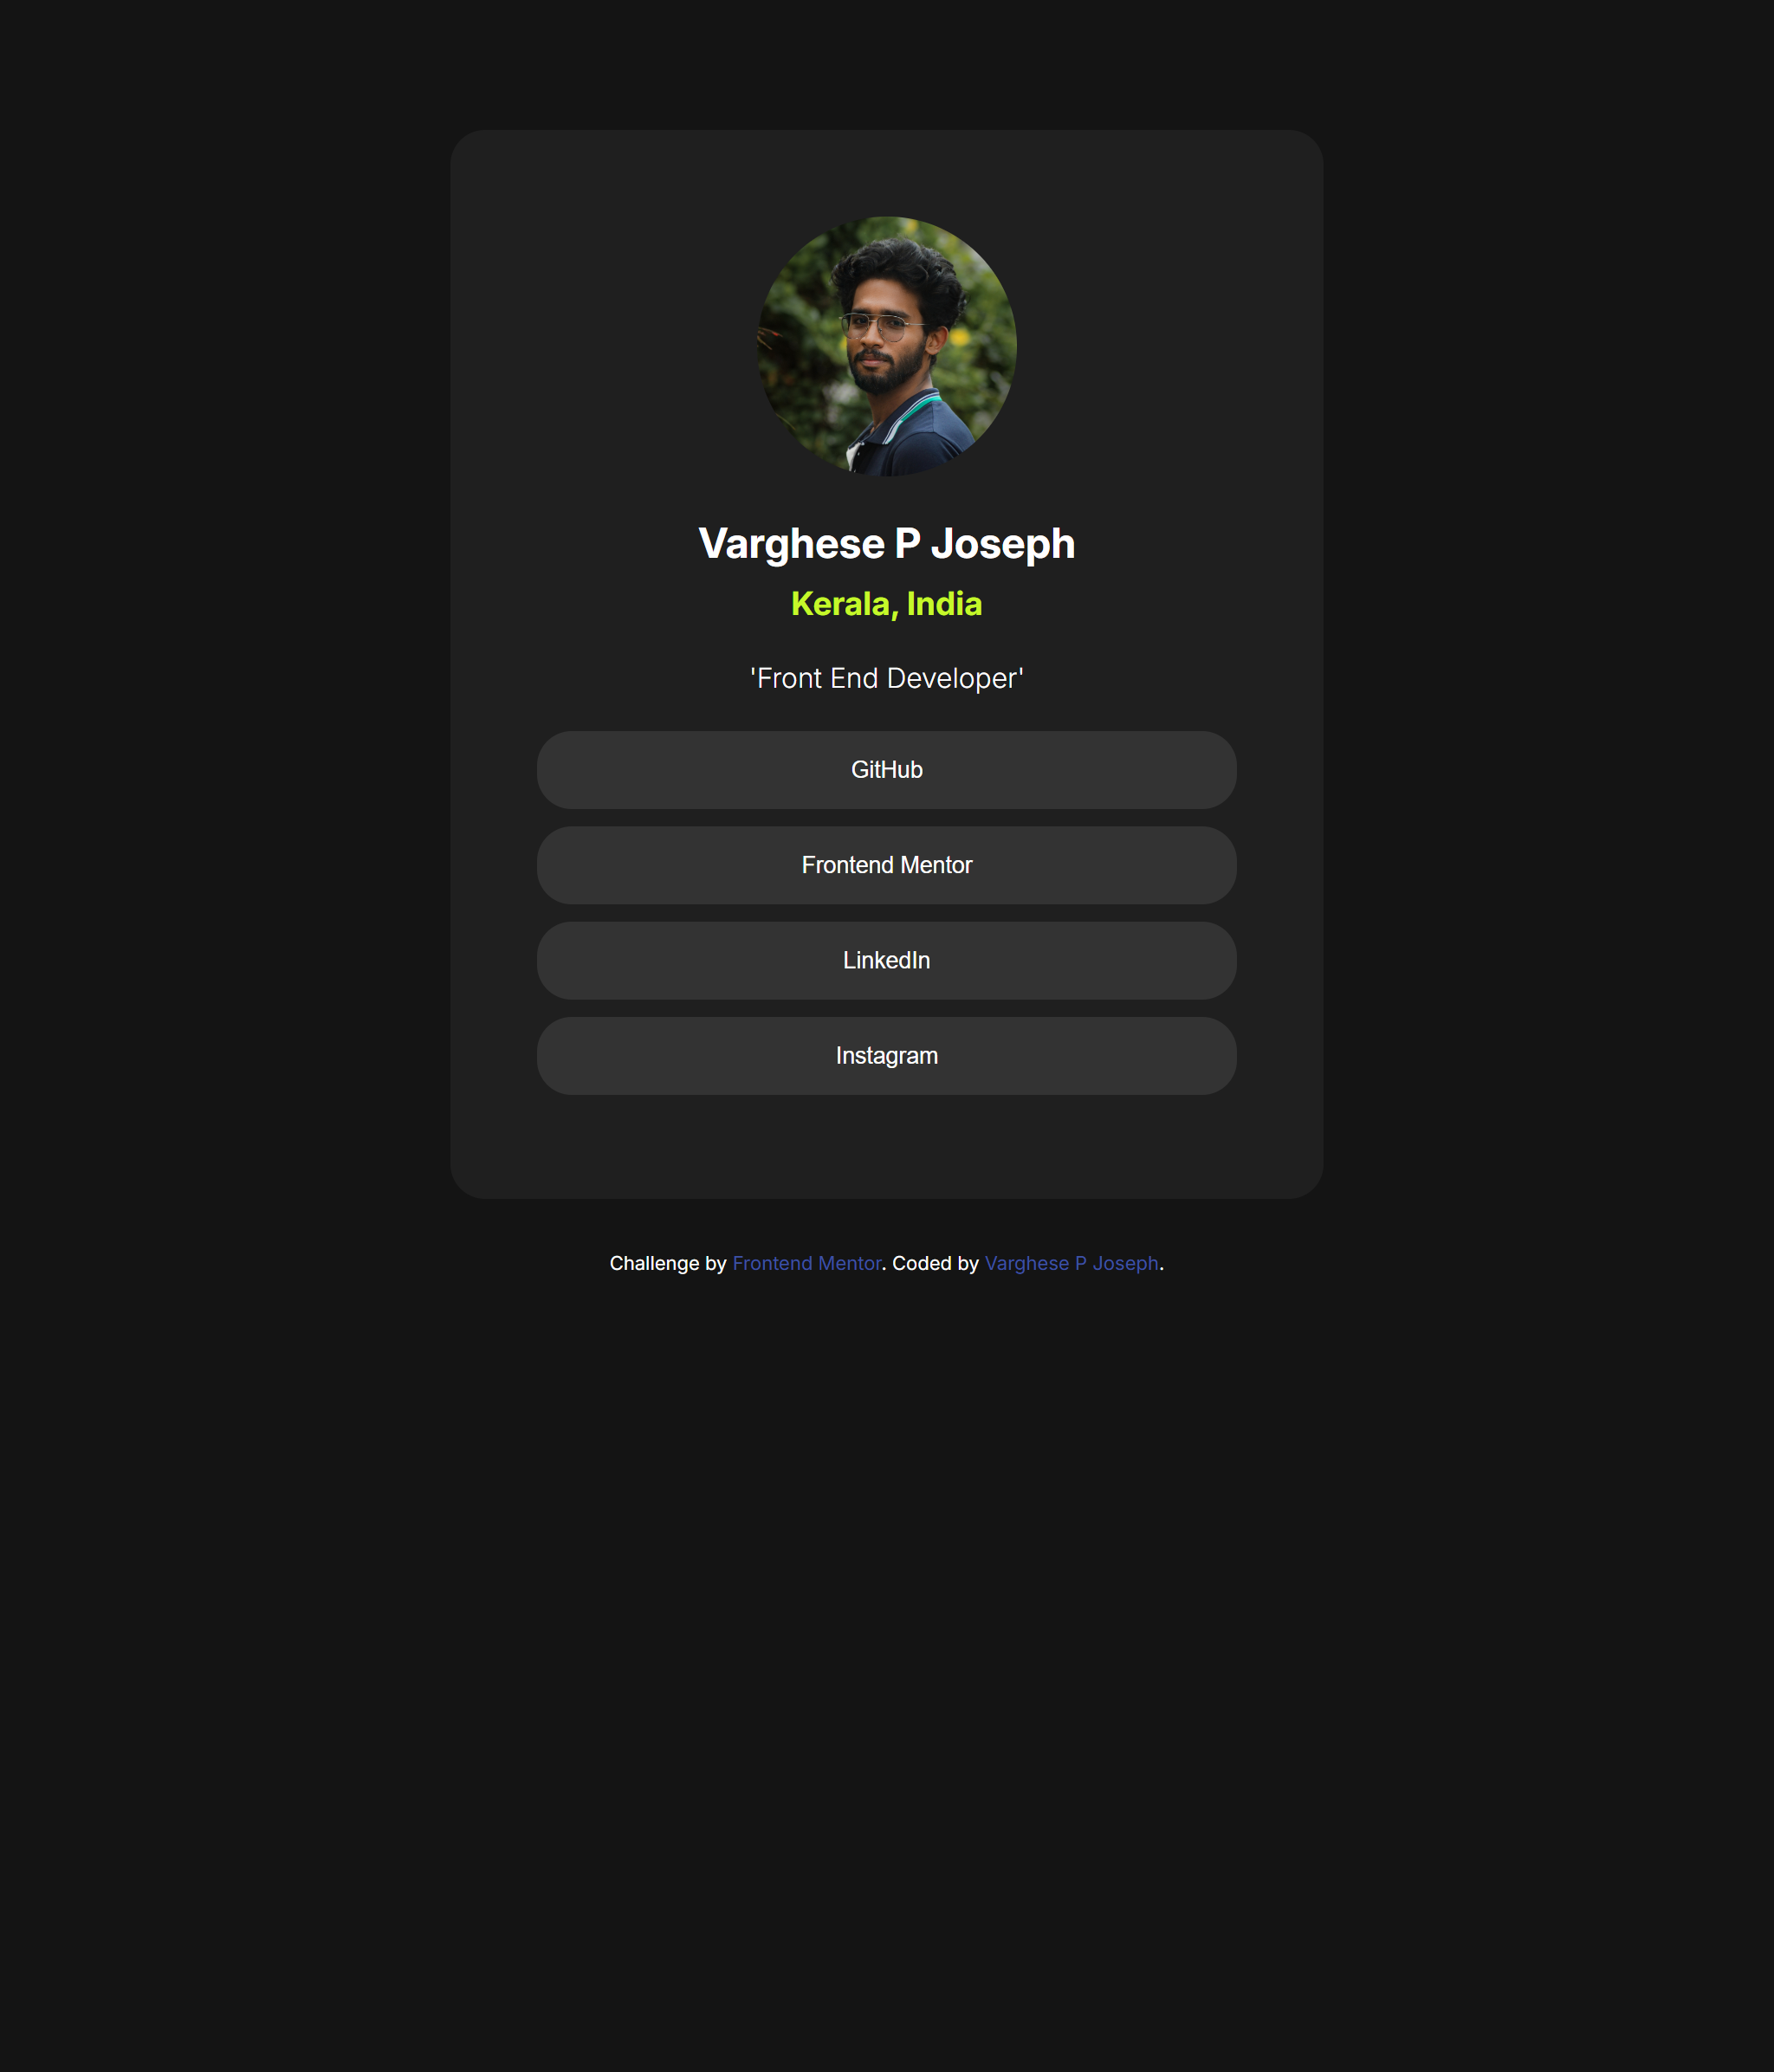 Varghese P Joseph
Kerala, India
'Front End Developer'
GitHub
Frontend Mentor
LinkedIn
Instagram
Challenge by Frontend Mentor. Coded by Varghese P Joseph.